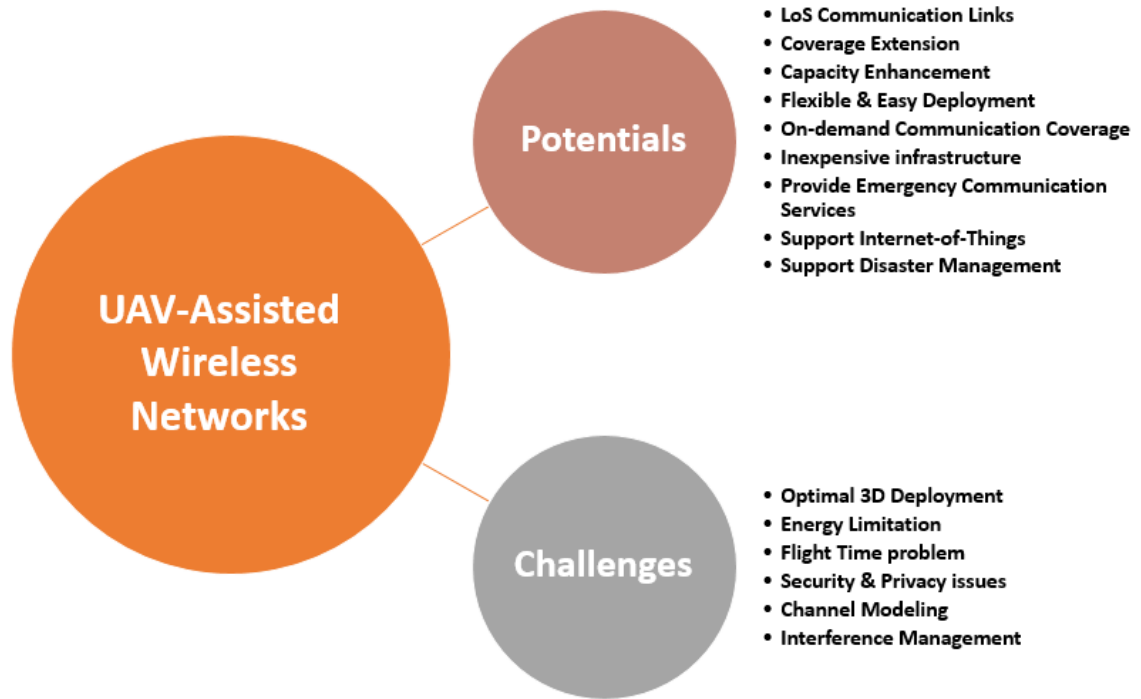 UAV-Assisted
Wireless
Networks
Potentials
• LoS Communication Links
• Coverage Extension
• Capacity Enhancement
• Flexible & Easy Deployment
• On-demand Communication Coverage
• Inexpensive infrastructure
• Provide Emergency Communication
Services
• Support Internet-of-Things
• Support Disaster Management
Challenges
• Optimal 3D Deployment
• Energy Limitation
• Flight Time problem
• Security & Privacy issues
• Channel Modeling
• Interference Management